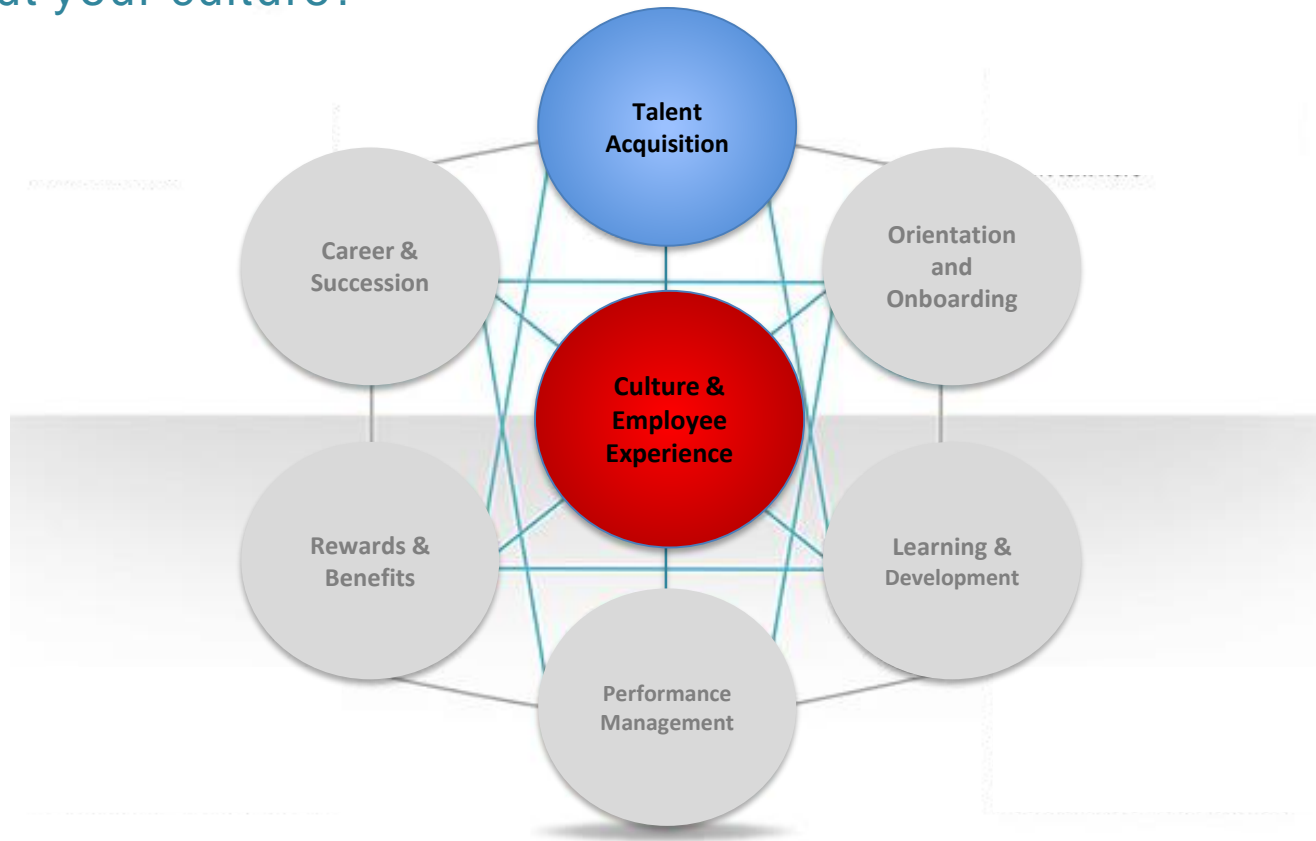 at your culture?
Talent
Acquisition
Career &
Succession
Orientation
and
Onboarding
Culture &
Employee
Experience
Rewards &
Benefits
Learning &
Development
Performance
Management